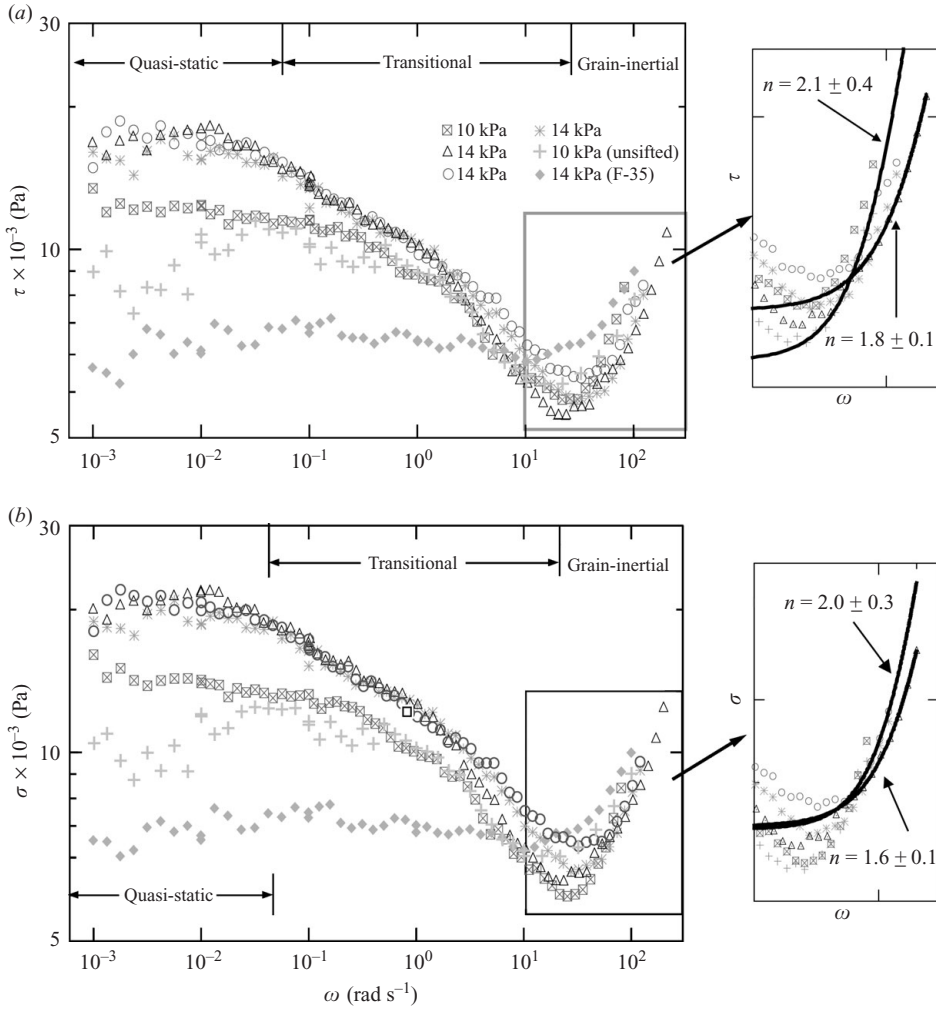 (a)
30
Quasi-static Transitional Grain-inertial
10 kPa 14 kPa
14 kPa 10 kPa (unsifted)
14 kPa 14 kPa (F-35)
τ × 10⁻³ (Pa)
10
5
10⁻³ 10⁻² 10⁻¹ 10⁰ 10¹ 10²
n = 2.1 ± 0.4
τ
n = 1.8 ± 0.1
ω
(b)
30
Transitional Grain-inertial
σ × 10⁻³ (Pa)
10
Quasi-static
5
10⁻³ 10⁻² 10⁻¹ 10⁰ 10¹ 10²
ω (rad s⁻¹)
n = 2.0 ± 0.3
σ
n = 1.6 ± 0.1
ω